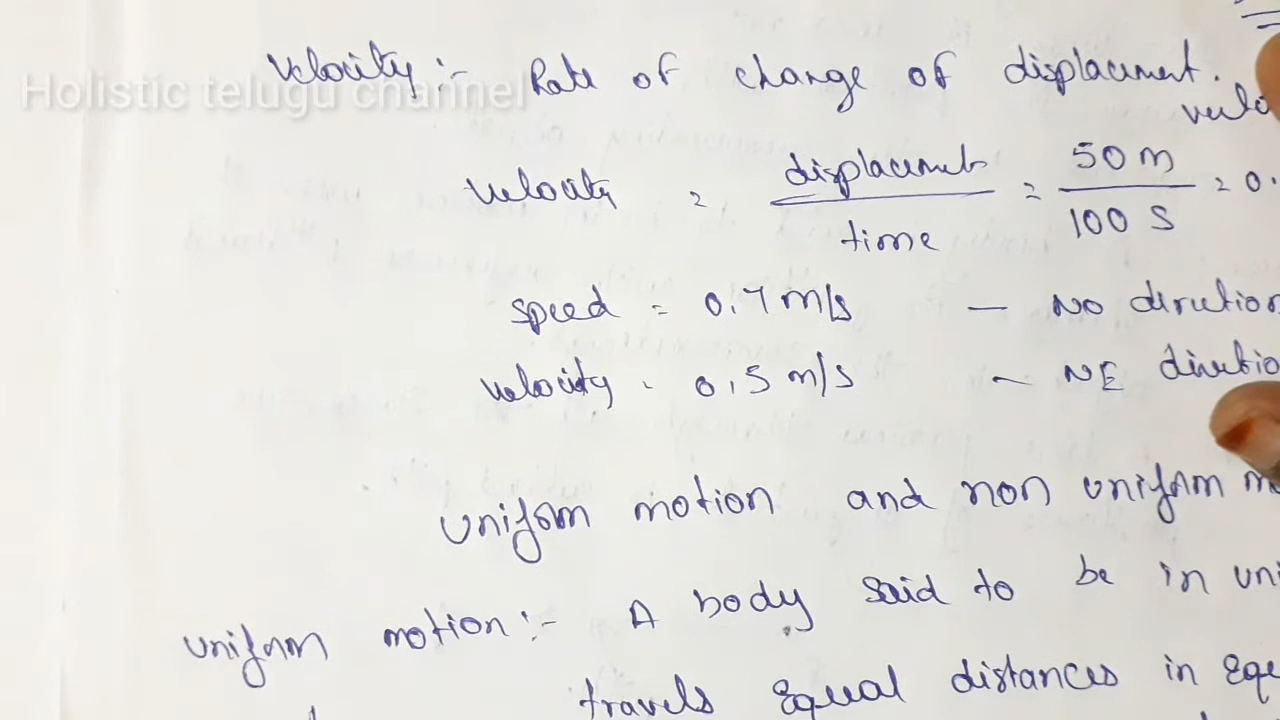 Velocity :- Rate of change of displacement.
Holistic telugu channel
velocity = displacement / time = 50 m / 100 S = 0.
speed = 0.7 m/s — NO direction
velocity = 0.5 m/s — NE direction
Uniform motion and non uniform
Uniform motion :- A body said to be in uni
travels Equal distances in Equ